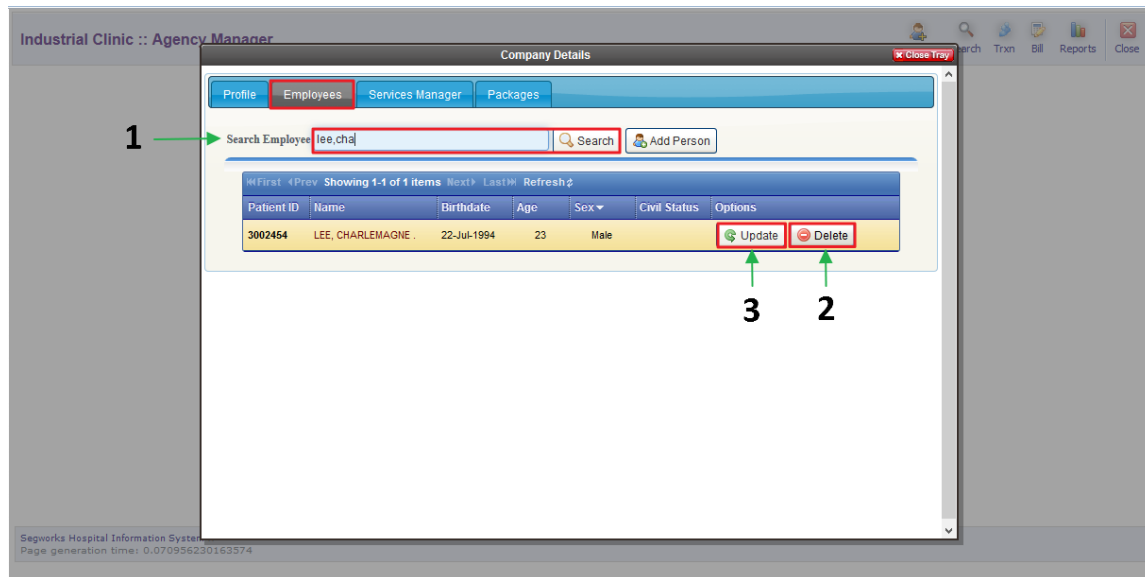 Industrial Clinic :: Agency Manager
Trxn Bill Reports Close
Company Details
Close Tray
Profile Employees Services Manager Packages
1
Search Employee lee,cha Search Add Person
First Prev Showing 1-1 of 1 items Next Last Refresh
Patient ID Name Birthdate Age Sex Civil Status Options
3002454 LEE, CHARLEMAGNE . 22-Jul-1994 23 Male Update Delete
3 2
Segworks Hospital Information
Page generation time: 0.070956230163574